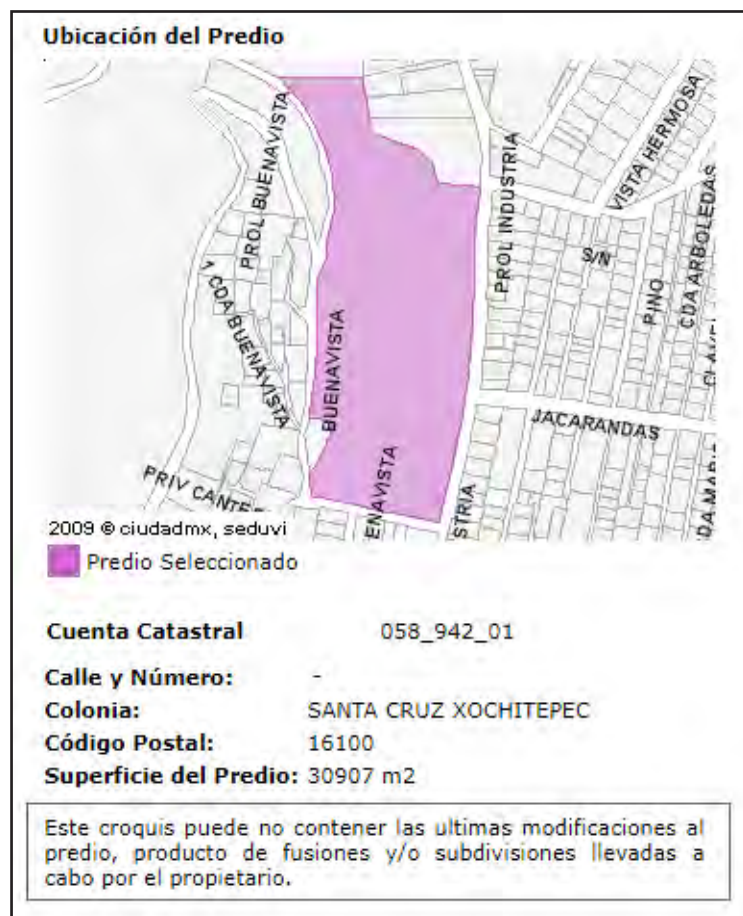 Ubicación del Predio
PROL BUENAVISTA
1 CDA BUENAVISTA
BUENAVISTA
PROL INDUSTRIA
VISTA HERMOSA
S/N
PINO
CDA ARBOLEDAS
CLAVEL
JACARANDAS
PRIV CANTE
ENAVISTA
STRIA
DA MARI
2009 © ciudadmx, seduvi
Predio Seleccionado
Cuenta Catastral 058_942_01
Calle y Número: -
Colonia: SANTA CRUZ XOCHITEPEC
Código Postal: 16100
Superficie del Predio: 30907 m2
Este croquis puede no contener las ultimas modificaciones al
predio, producto de fusiones y/o subdivisiones llevadas a
cabo por el propietario.